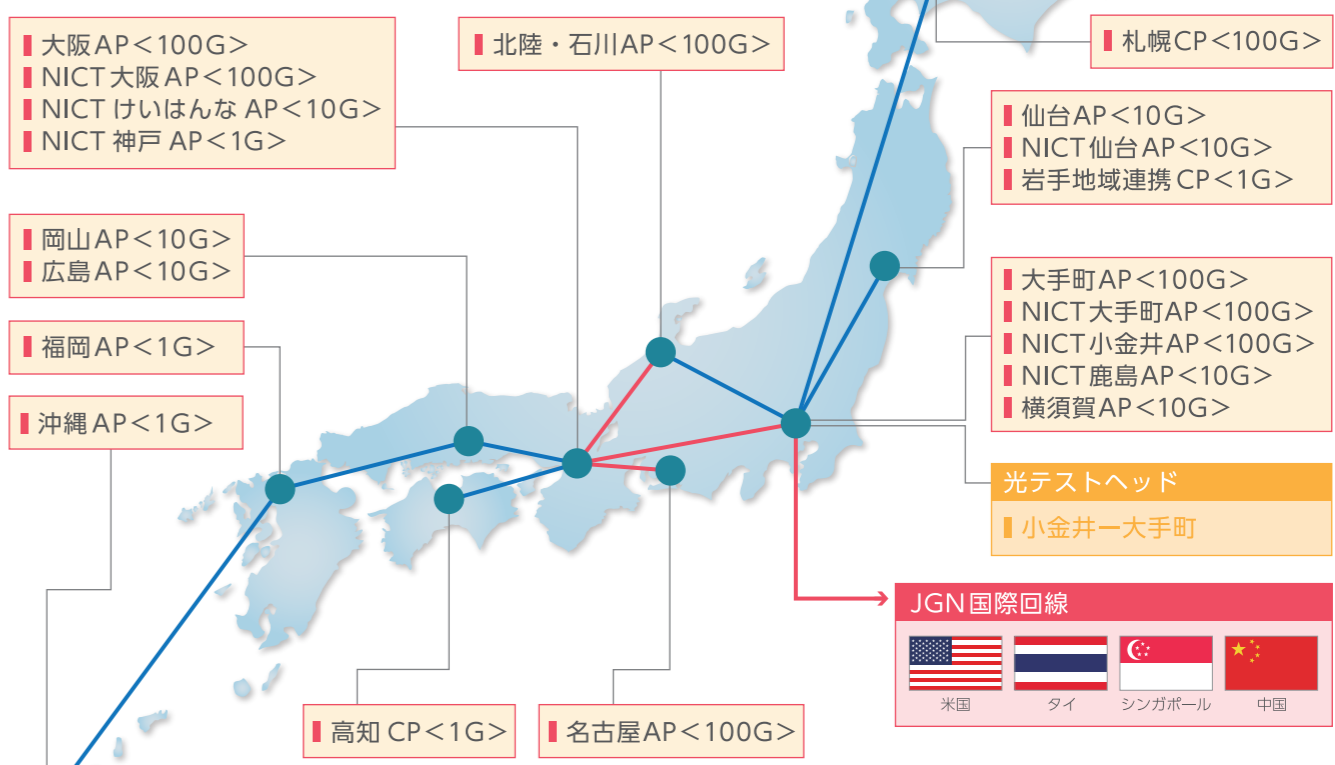 大阪AP<100G>
NICT大阪AP<100G>
NICT けいはんな AP<10G>
NICT 神戸 AP<1G>
北陸・石川AP<100G>
札幌CP<100G>
仙台AP<10G>
NICT仙台AP<10G>
岩手地域連携CP<1G>
岡山AP<10G>
広島AP<10G>
大手町AP<100G>
NICT大手町AP<100G>
NICT小金井AP<100G>
NICT鹿島AP<10G>
横須賀AP<10G>
福岡AP<1G>
沖縄AP<1G>
光テストヘッド
小金井ー大手町
JGN国際回線
米国
タイ
シンガポール
中国
高知 CP<1G>
名古屋AP<100G>